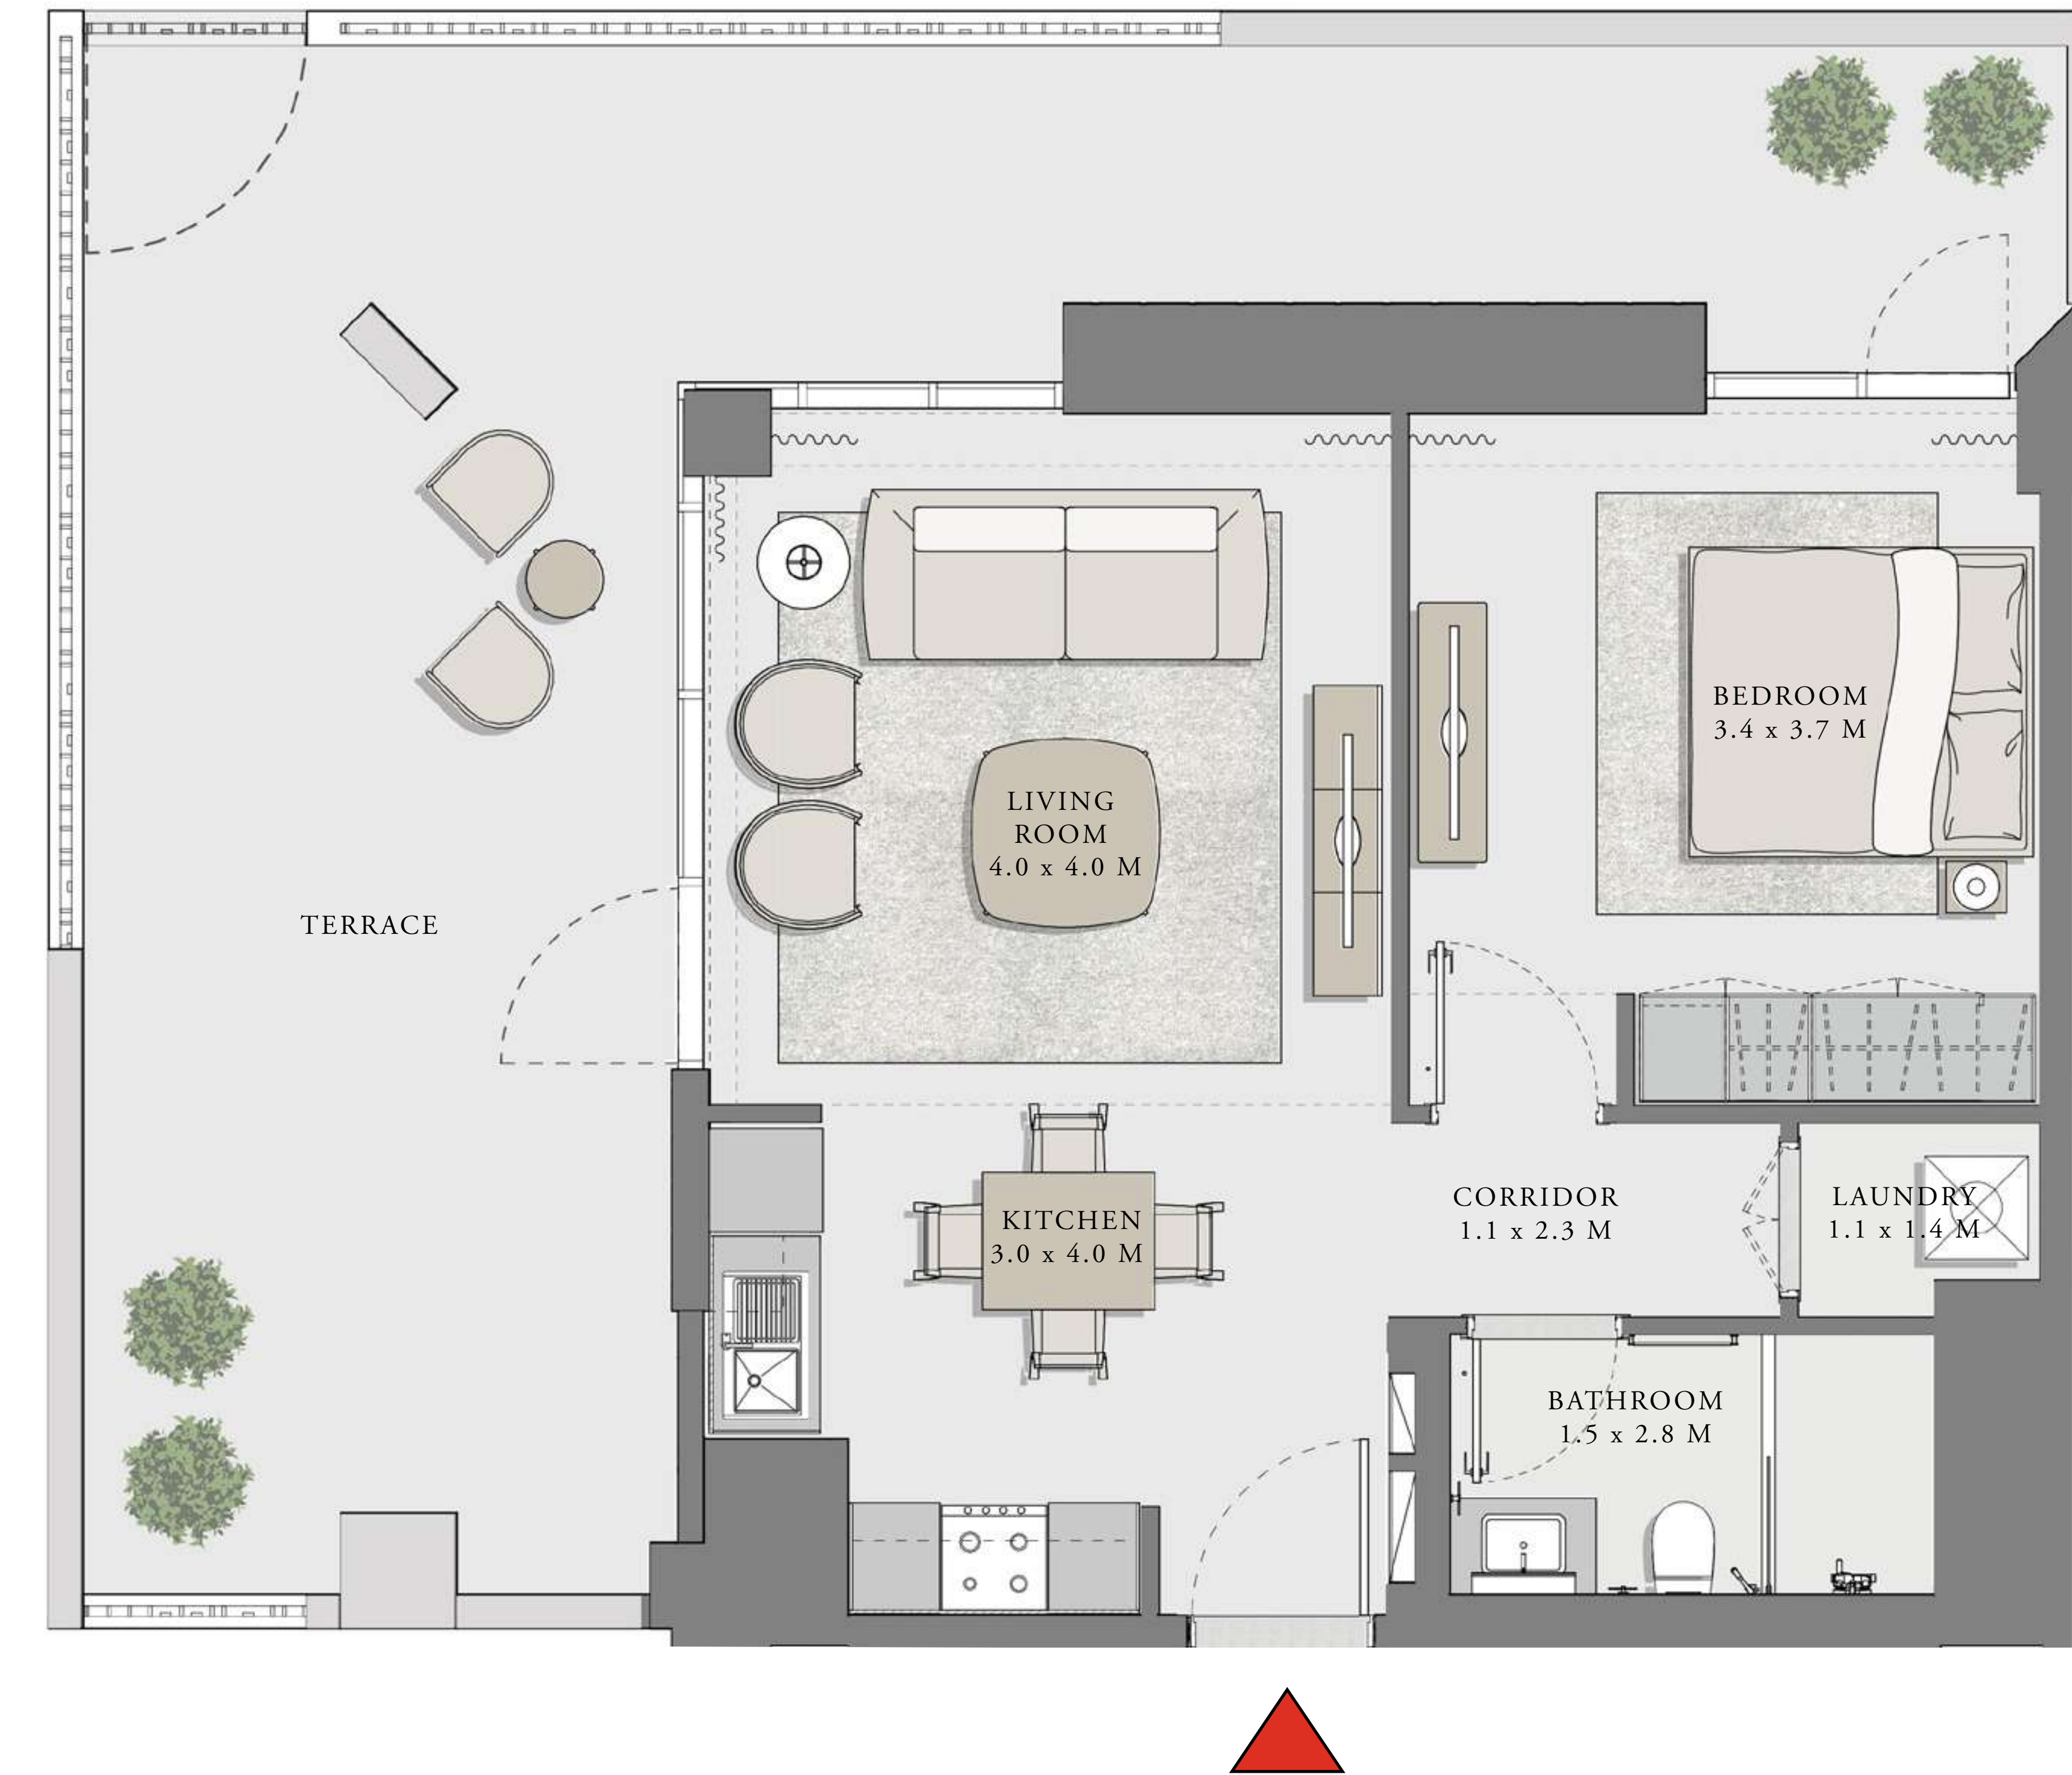 BEDROOM
3.4 x 3.7 M
LIVING
ROOM
4.0 x 4.0 M
TERRACE
KITCHEN
3.0 x 4.0 M
CORRIDOR
1.1 x 2.3 M
LAUNDRY
1.1 x 1.4 M
BATHROOM
1.5 x 2.8 M